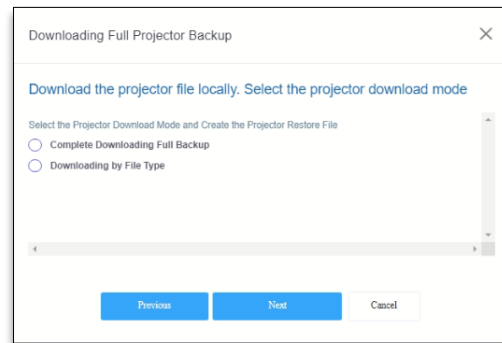 Downloading Full Projector Backup
Download the projector file locally. Select the projector download mode
Select the Projector Download Mode and Create the Projector Restore File
Complete Downloading Full Backup
Downloading by File Type
Previous
Next
Cancel